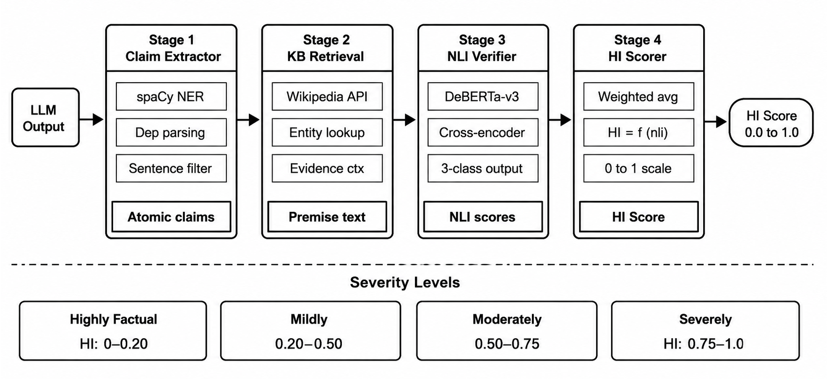 LLM
Output
Stage 1
Claim Extractor
spaCy NER
Dep parsing
Sentence filter
Atomic claims
Stage 2
KB Retrieval
Wikipedia API
Entity lookup
Evidence ctx
Premise text
Stage 3
NLI Verifier
DeBERTa-v3
Cross-encoder
3-class output
NLI scores
Stage 4
HI Scorer
Weighted avg
HI = f (nli)
0 to 1 scale
HI Score
HI Score
0.0 to 1.0
Severity Levels
Highly Factual
HI: 0–0.20
Mildly
0.20–0.50
Moderately
0.50–0.75
Severely
HI: 0.75–1.0